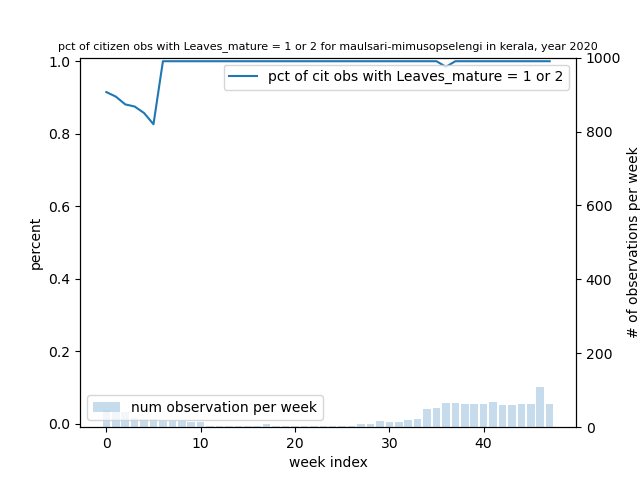 pct of citizen obs with Leaves_mature = 1 or 2 for maulsari-mimusopselengi in kerala, year 2020
pct of cit obs with Leaves_mature = 1 or 2
1.0
0.8
0.6
0.4
0.2
0.0
percent
1000
800
600
400
200
0
# of observations per week
num observation per week
0 10 20 30 40
week index